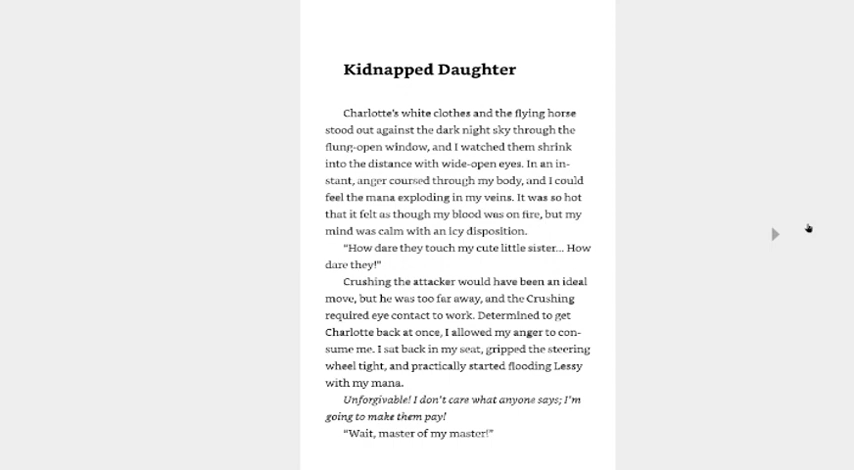 Kidnapped Daughter
Charlotte's white clothes and the flying horse
stood out against the dark night sky through the
flung-open window, and I watched them shrink
into the distance with wide-open eyes. In an in-
stant, anger coursed through my body, and I could
feel the mana exploding in my veins. It was so hot
that it felt as though my blood was on fire, but my
mind was calm with an icy disposition.
“How dare they touch my cute little sister... How
dare they!”
Crushing the attacker would have been an ideal
move, but he was too far away, and the Crushing
required eye contact to work. Determined to get
Charlotte back at once, I allowed my anger to con-
sume me. I sat back in my seat, gripped the steering
wheel tight, and practically started flooding Lessy
with my mana.
Unforgivable! I don't care what anyone says; I'm
going to make them pay!
“Wait, master of my master!”